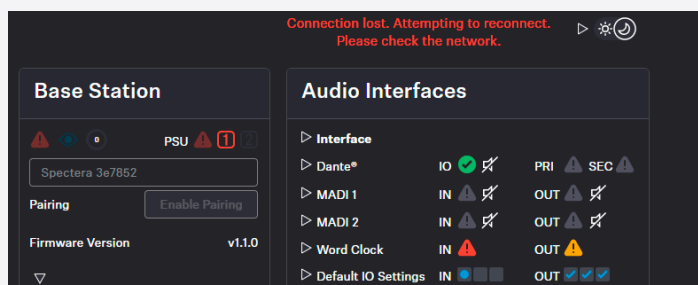 Connection lost. Attempting to reconnect.
Please check the network.
Base Station
Audio Interfaces
0 PSU 1 2
Interface
Spectera 3e7852
Dante® IO PRI SEC
Pairing Enable Pairing
MADI 1 IN OUT
MADI 2 IN OUT
Firmware Version v1.1.0
Word Clock IN OUT
Default IO Settings IN OUT